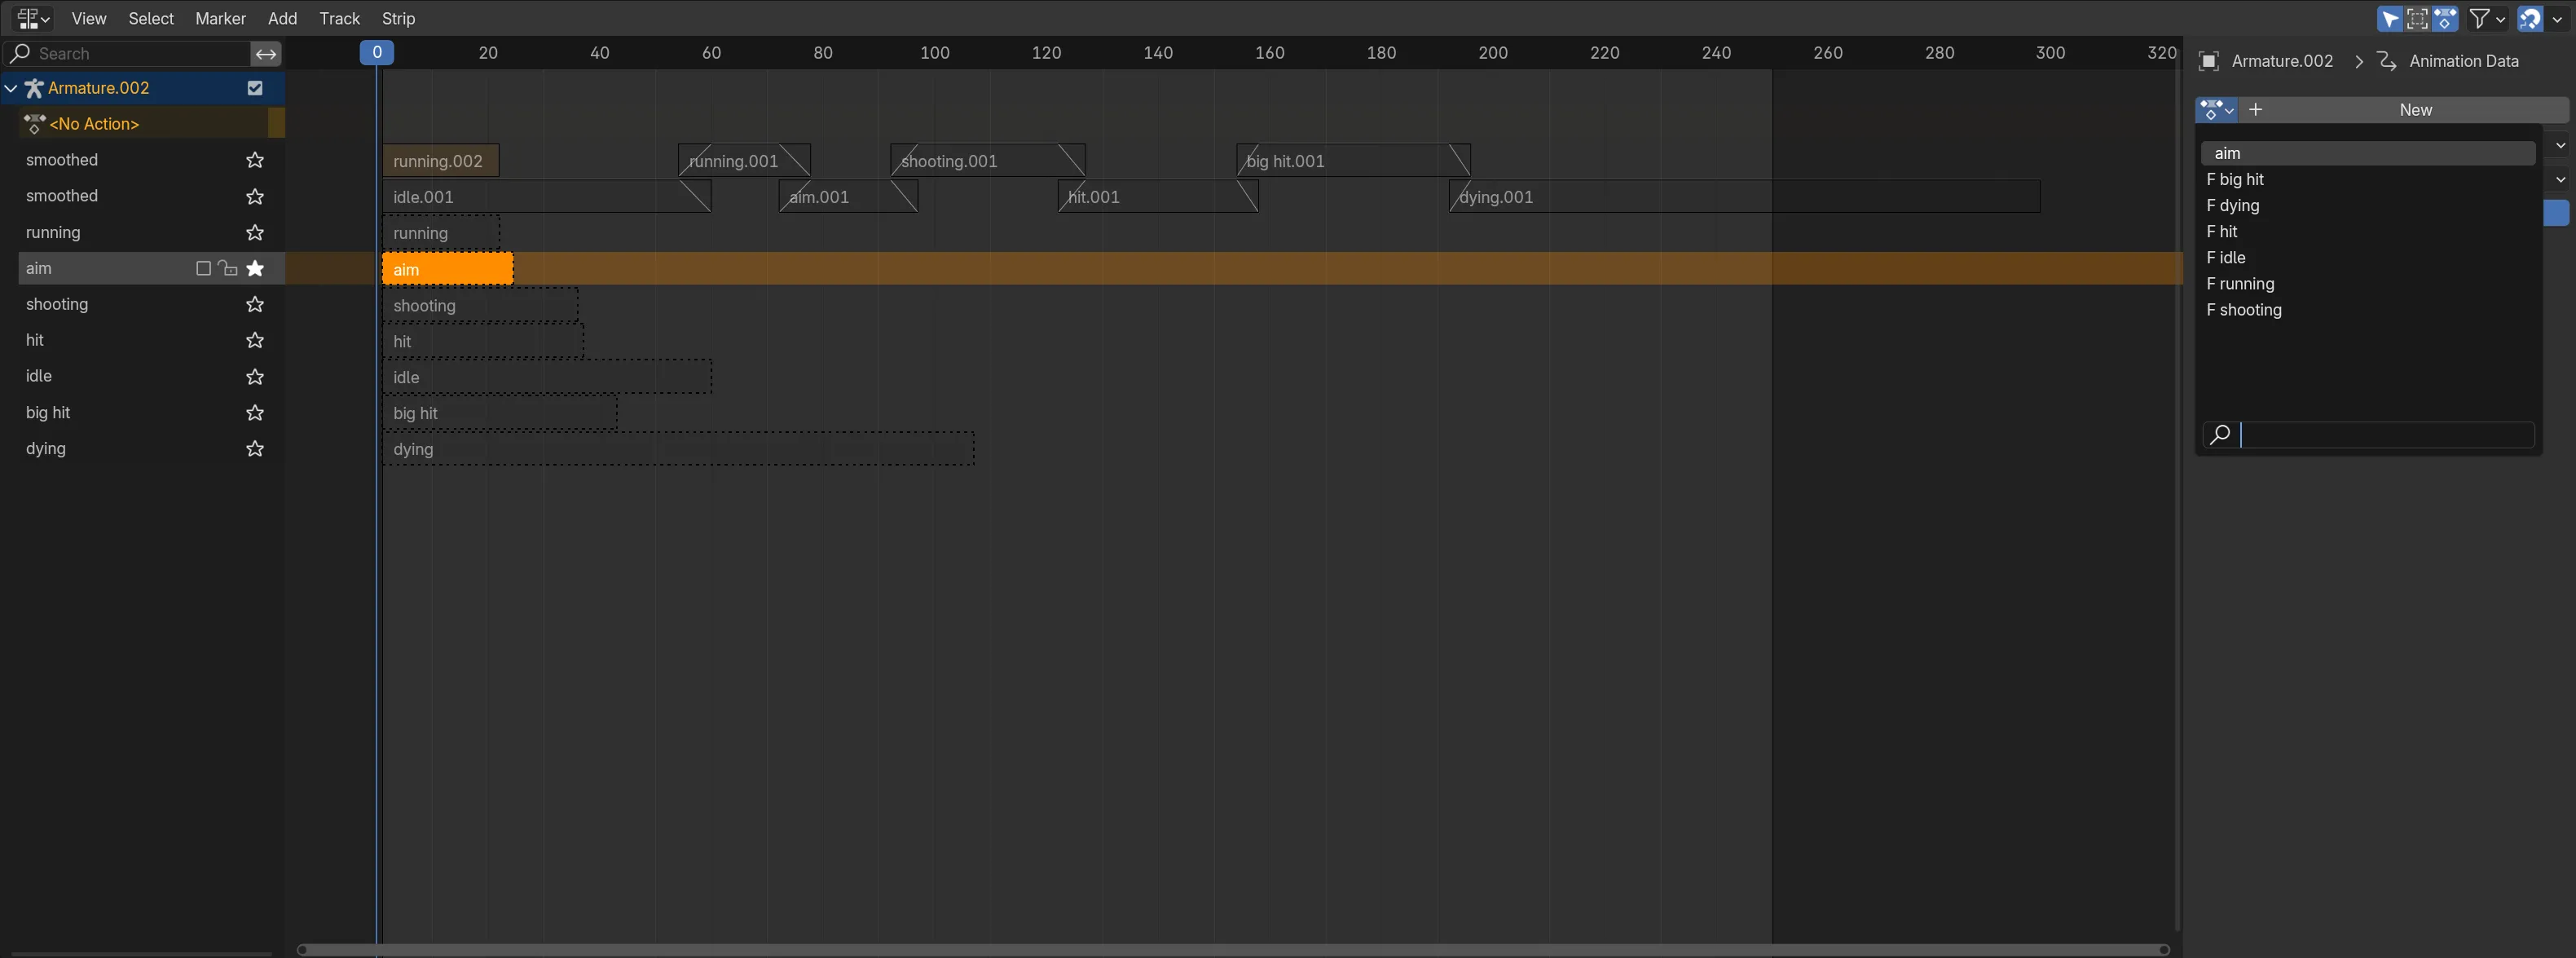 View Select Marker Add Track Strip
Search
0 20 40 60 80 100 120 140 160 180 200 220 240 260 280 300 320
Armature.002 > Animation Data
Armature.002
<No Action>
+ New
smoothed
running.002 running.001 shooting.001 big hit.001
smoothed
idle.001 aim.001 hit.001 dying.001
running
running
aim
aim
shooting
shooting
hit
hit
idle
idle
big hit
big hit
dying
dying
aim
F big hit
F dying
F hit
F idle
F running
F shooting